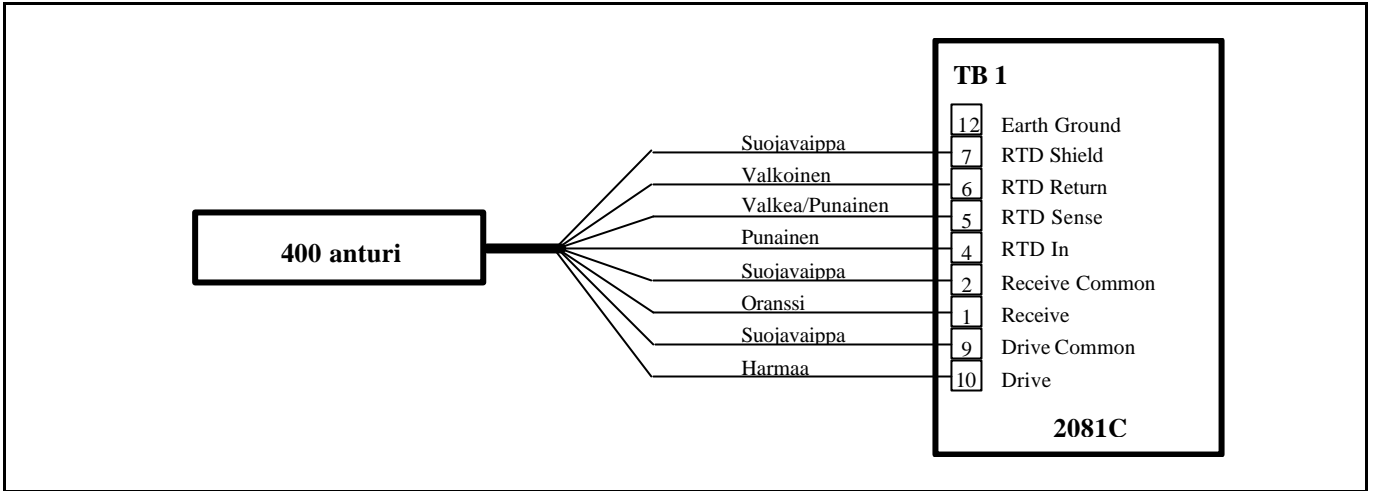 TB 1
12 Earth Ground
Suojavaippa 7 RTD Shield
Valkoinen 6 RTD Return
Valkea/Punainen 5 RTD Sense
400 anturi Punainen 4 RTD In
Suojavaippa 2 Receive Common
Oranssi 1 Receive
Suojavaippa 9 Drive Common
Harmaa 10 Drive
2081C